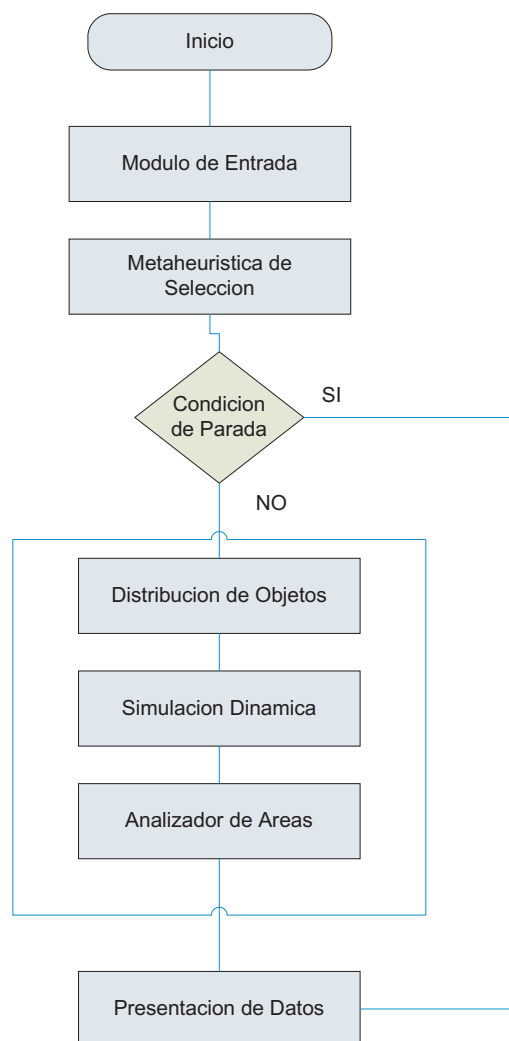 Inicio
Modulo de Entrada
Metaheuristica de
Seleccion
Condicion
de Parada
SI
NO
Distribucion de Objetos
Simulacion Dinamica
Analizador de Areas
Presentacion de Datos